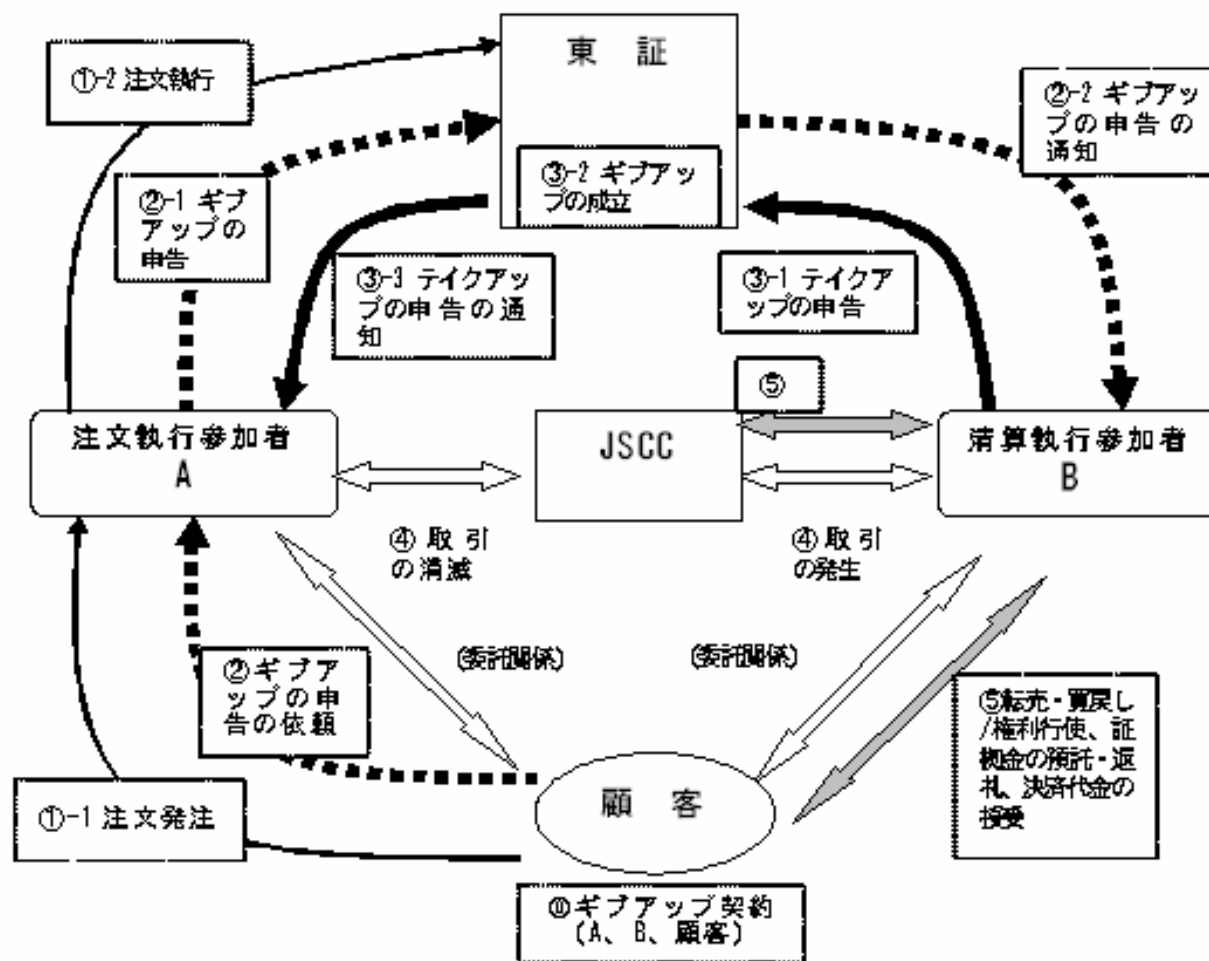 東 証
①-2 注文執行
②-2 ギブアッ
プの申告の
通知
③-2 ギブアッ
プの成立
②-1 ギブ
アップの
申告
③-3 テイクアッ
プの申告の通
知
③-1 テイクア
ップの申告
⑤
注文執行参加者
A
JSCC
清算執行参加者
B
④ 取引
の消滅
④ 取引
の発生
(委託関係)
(委託関係)
②ギブア
ップの申
告の依頼
⑤転売・買戻し
/権利行使、証
拠金の預託・返
礼、決済代金の
授受
①-1 注文発注
顧 客
⓪ギブアップ契約
(A、B、顧客)